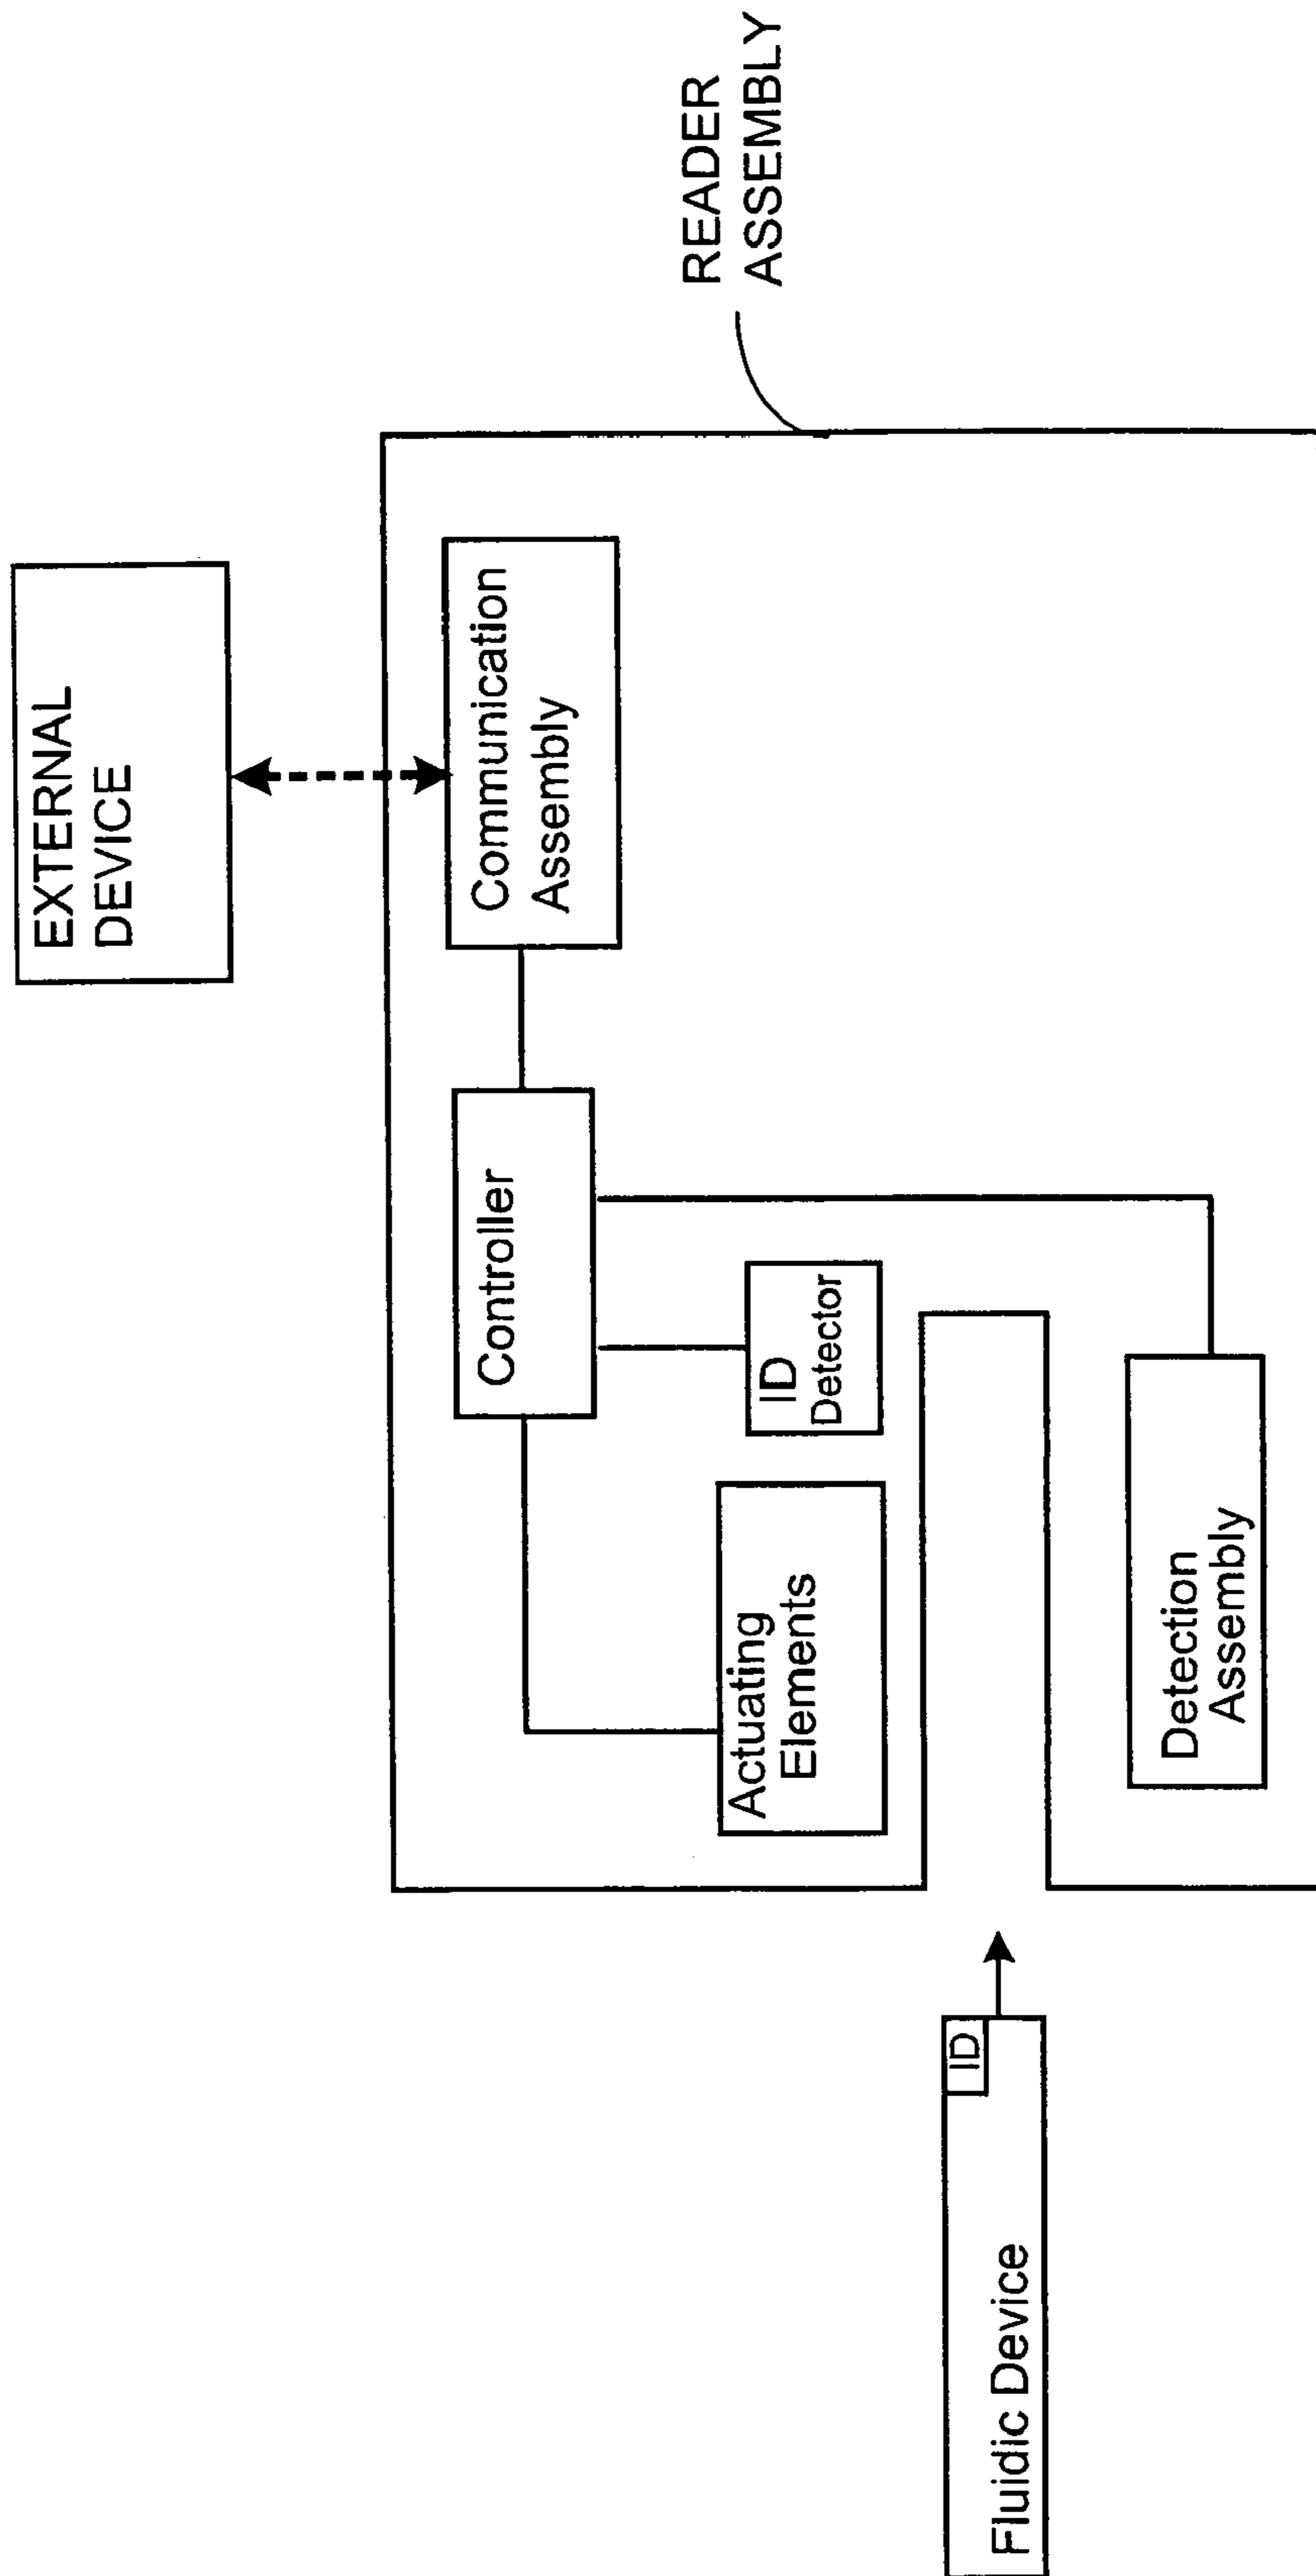 EXTERNAL
DEVICE
READER
ASSEMBLY
Communication
Assembly
Controller
ID
Detector
Actuating
Elements
Detection
Assembly
ID
Fluidic Device